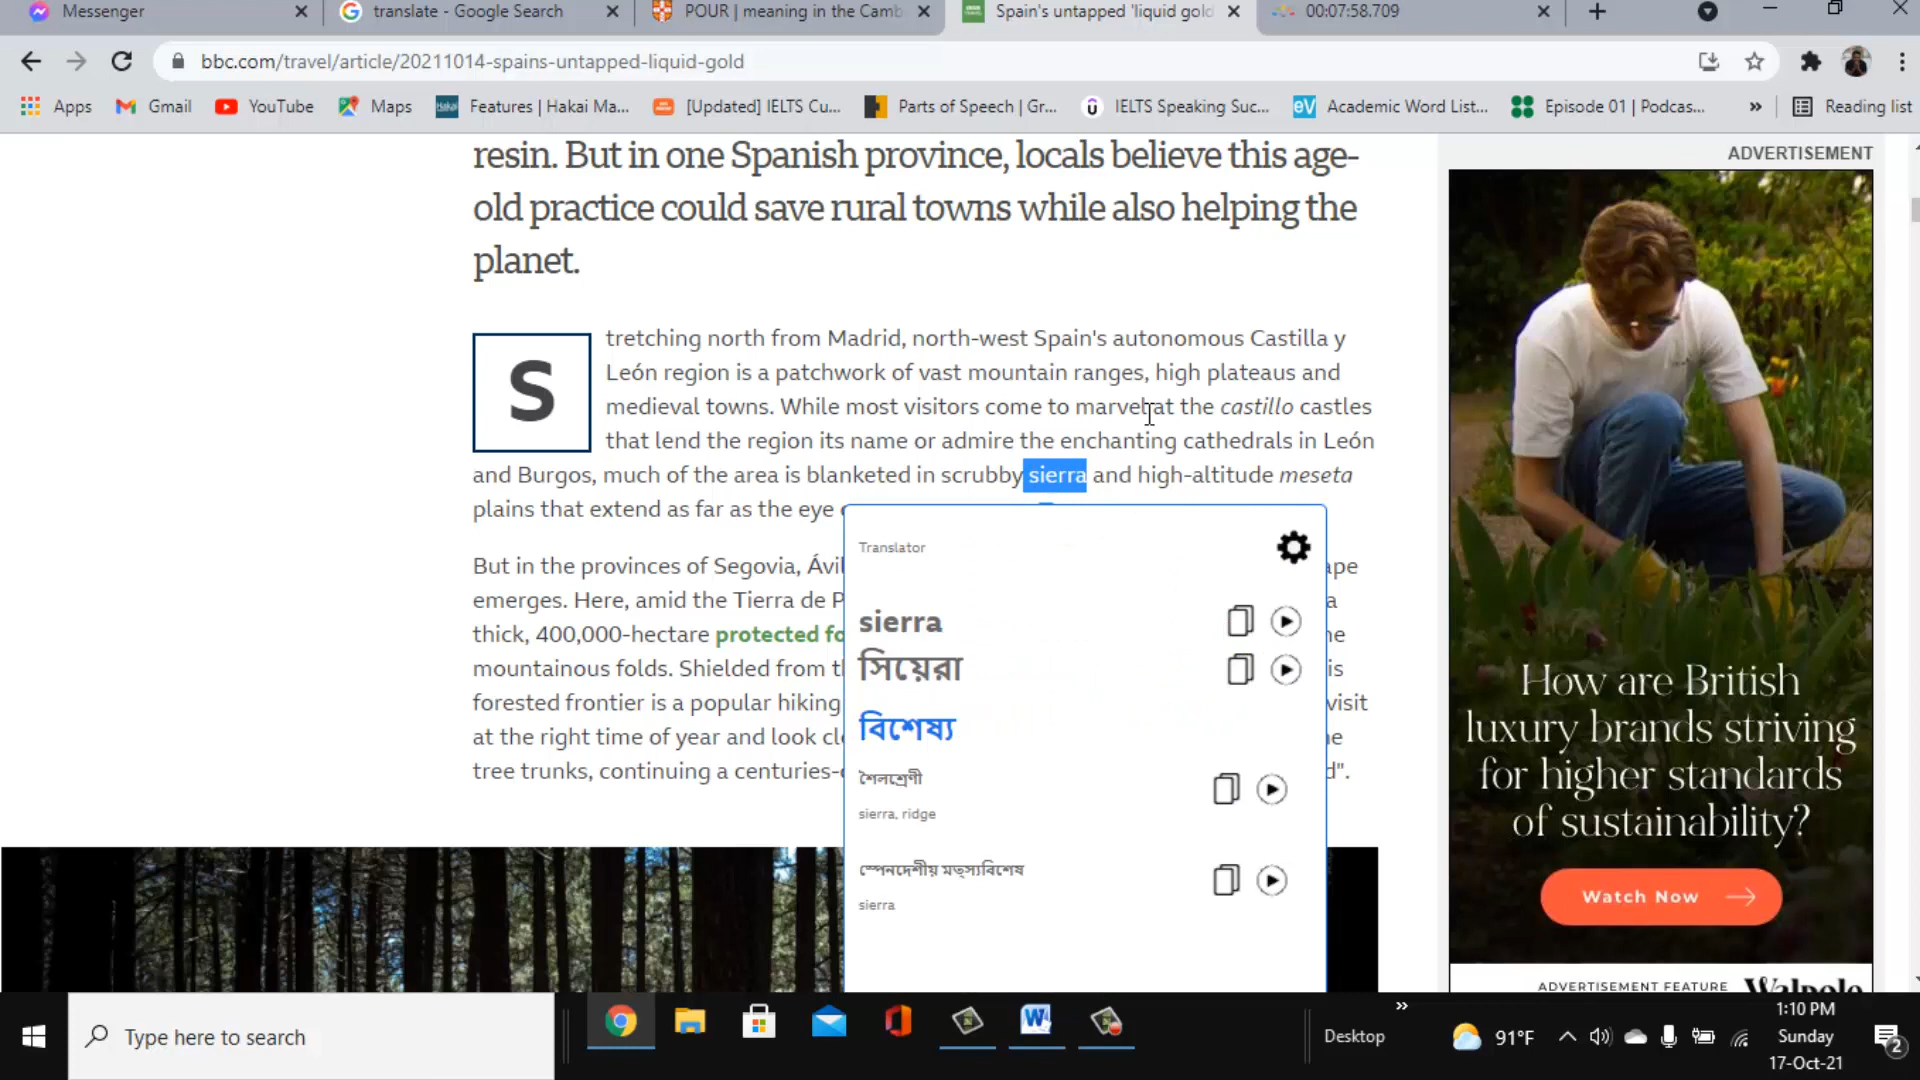 Messenger
translate - Google Search
POUR | meaning in the Camb
Spain's untapped 'liquid gold
00:07:58.709
bbc.com/travel/article/20211014-spains-untapped-liquid-gold
Apps
Gmail
YouTube
Maps
Features | Hakai Ma...
[Updated] IELTS Cu...
Parts of Speech | Gr...
IELTS Speaking Suc...
Academic Word List...
Episode 01 | Podcas...
»
Reading list
resin. But in one Spanish province, locals believe this age-
old practice could save rural towns while also helping the
planet.
S
tretching north from Madrid, north-west Spain's autonomous Castilla y
León region is a patchwork of vast mountain ranges, high plateaus and
medieval towns. While most visitors come to marvel at the castillo castles
that lend the region its name or admire the enchanting cathedrals in León
and Burgos, much of the area is blanketed in scrubby sierra and high-altitude meseta
plains that extend as far as the eye
But in the provinces of Segovia, Ávil ape
emerges. Here, amid the Tierra de P a
thick, 400,000-hectare protected fo ne
mountainous folds. Shielded from th is
forested frontier is a popular hiking visit
at the right time of year and look cl ne
tree trunks, continuing a centuries- d".
Translator
sierra
সিয়েরা
বিশেষ্য
শৈলশ্রেণী
sierra, ridge
স্পেনদেশীয় মত্স্যবিশেষ
sierra
ADVERTISEMENT
How are British
luxury brands striving
for higher standards
of sustainability?
Watch Now
ADVERTISEMENT FEATURE
Walpole
Type here to search
Desktop
»
91°F
1:10 PM
Sunday
17-Oct-21
2